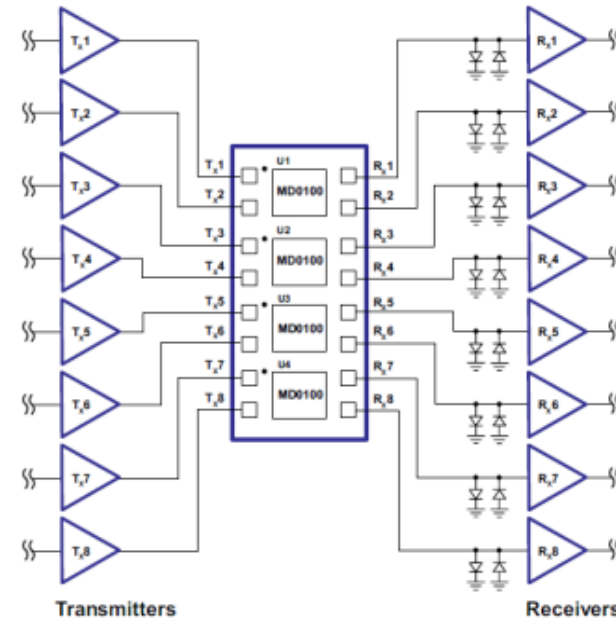 Tx1
Rx1
Tx2
Rx2
Tx1
U1
Rx1
Tx3
MD0100
Rx3
Tx2
Rx2
Tx3
U2
Rx3
Tx4
MD0100
Rx4
Tx4
Rx4
Tx5
U3
Rx5
Tx5
MD0100
Rx5
Tx6
Rx6
Tx7
U4
Rx7
Tx6
MD0100
Rx6
Tx8
Rx8
Tx7
Rx7
Tx8
Rx8
Transmitters
Receivers